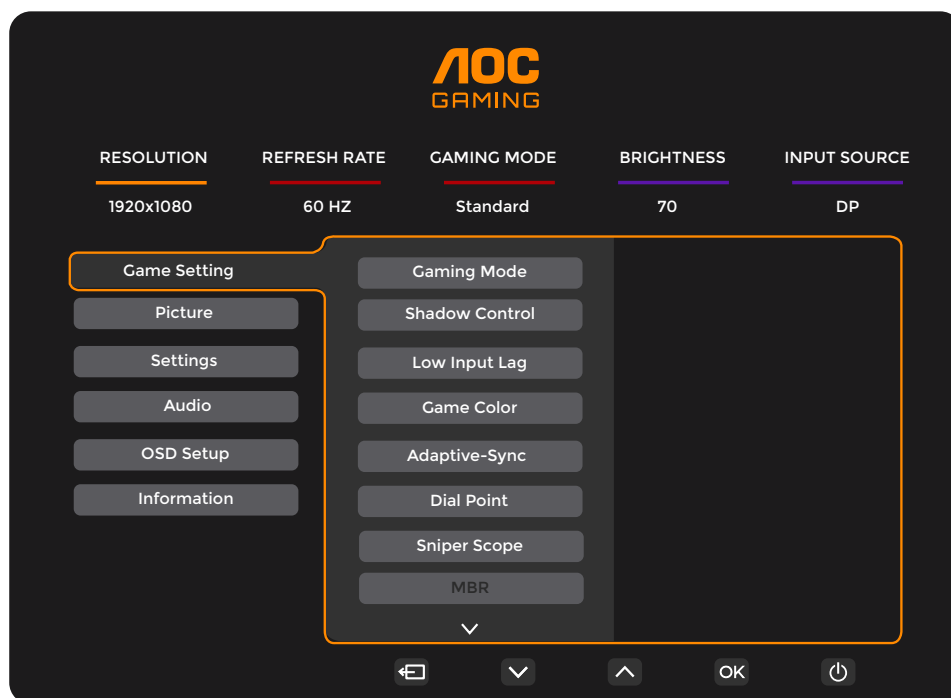 AOC
GAMING
RESOLUTION REFRESH RATE GAMING MODE BRIGHTNESS INPUT SOURCE
1920x1080 60 HZ Standard 70 DP
Game Setting
Picture
Settings
Audio
OSD Setup
Information
Gaming Mode
Shadow Control
Low Input Lag
Game Color
Adaptive-Sync
Dial Point
Sniper Scope
MBR
OK